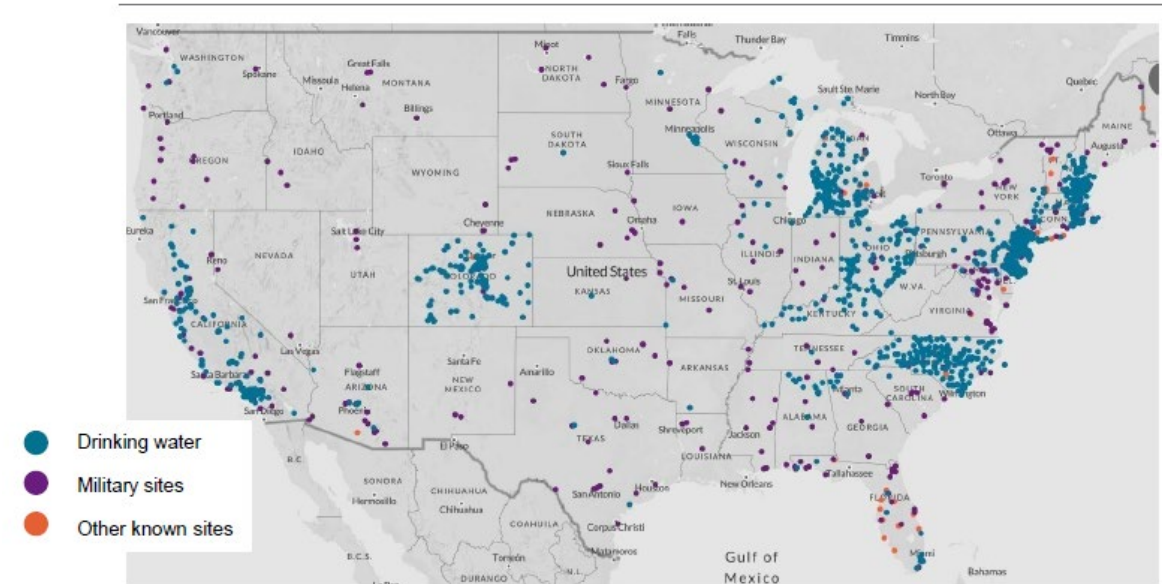 Falls
Thunder Bay
Timmins
Vancouver
WASHINGTON
Spokane
Missoula
Great Falls
Helena
MONTANA
Billings
Minot
NORTH
DAKOTA
Fargo
MINNESOTA
Minneapolis
Sault Ste. Marie
North Bay
Quebec
Ottawa
MAINE
Augusta
Portland
OREGON
IDAHO
WYOMING
SOUTH
DAKOTA
Sioux Falls
WISCONSIN
Toronto
NEW
YORK
CONN
Eureka
Reno
NEVADA
Salt Lake City
UTAH
Cheyenne
NEBRASKA
IOWA
Omaha
Chicago
ILLINOIS
INDIANA
OHIO
PENNSYLVANIA
Pittsburgh
COLORADO
United States
KANSAS
MISSOURI
St. Louis
W.VA.
VIRGINIA
KENTUCKY
San Francisco
CALIFORNIA
Las Vegas
Santa Barbara
San Diego
Flagstaff
ARIZONA
Phoenix
Santa Fe
NEW
MEXICO
Amarillo
OKLAHOMA
ARKANSAS
TENNESSEE
Atlanta
SOUTH
CAROLINA
Wilmington
ALABAMA
GEORGIA
El Paso
TEXAS
Dallas
Shreveport
Jackson
LOUISIANA
Tallahassee
New Orleans
San Antonio
Houston
FLORIDA
Miami
Corpus Christi
Matamoros
B.C.
SONORA
Hermosillo
CHIHUAHUA
Chihuahua
COAHUILA
B.C.S.
Torreón
DURANGO
N.L.
Gulf of
Mexico
Bahamas
Drinking water
Military sites
Other known sites